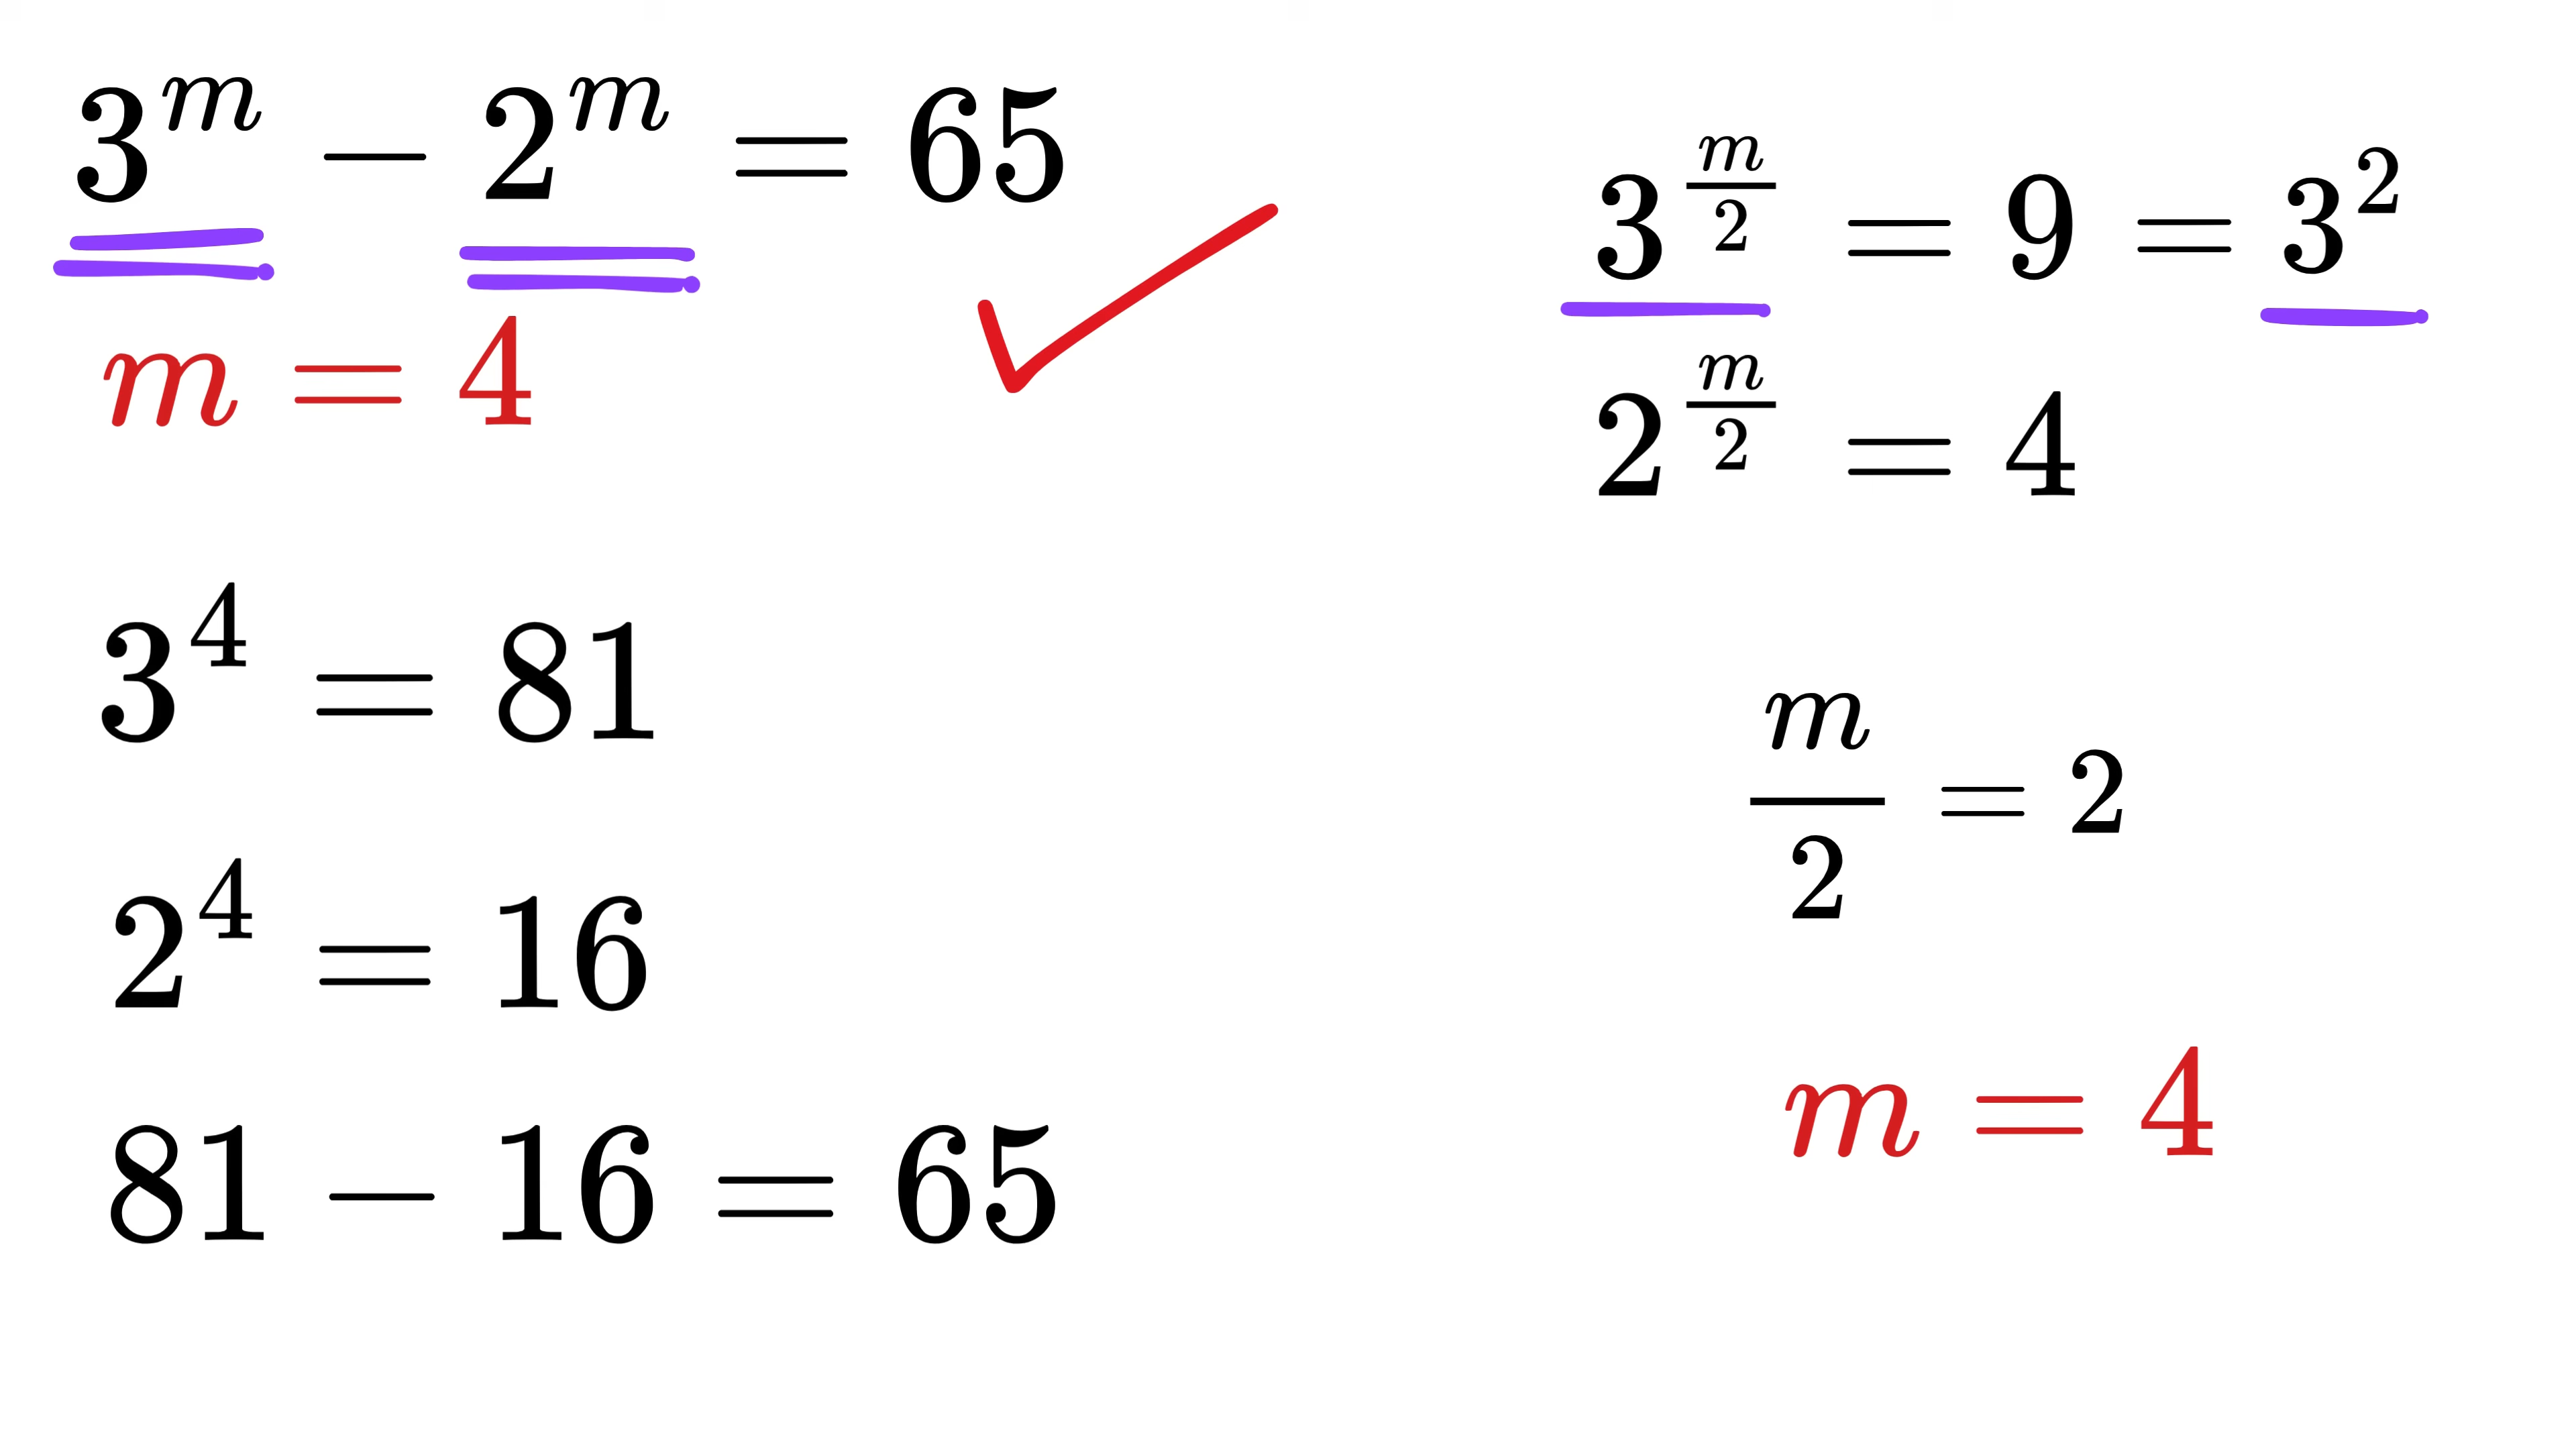 3^m − 2^m = 65
m = 4
3^4 = 81
2^4 = 16
81 − 16 = 65
3^(m/2) = 9 = 3^2
2^(m/2) = 4
m/2 = 2
m = 4